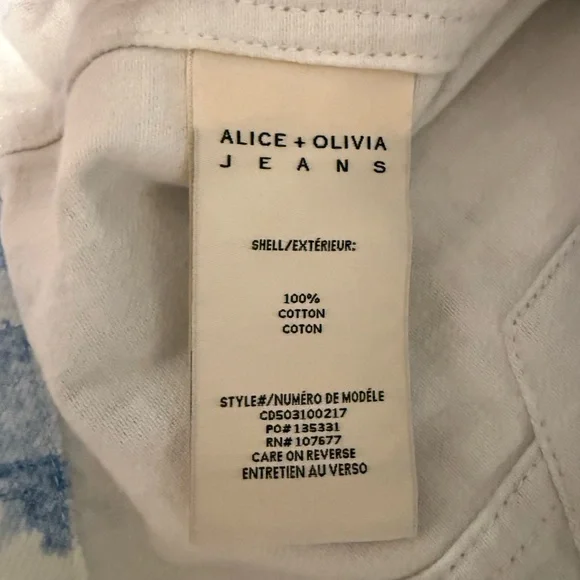 ALICE + OLIVIA
JEANS
SHELL/EXTÉRIEUR:
100%
COTTON
COTON
STYLE#/NUMÉRO DE MODÉLE
CD503100217
PO# 135331
RN# 107677
CARE ON REVERSE
ENTRETIEN AU VERSO